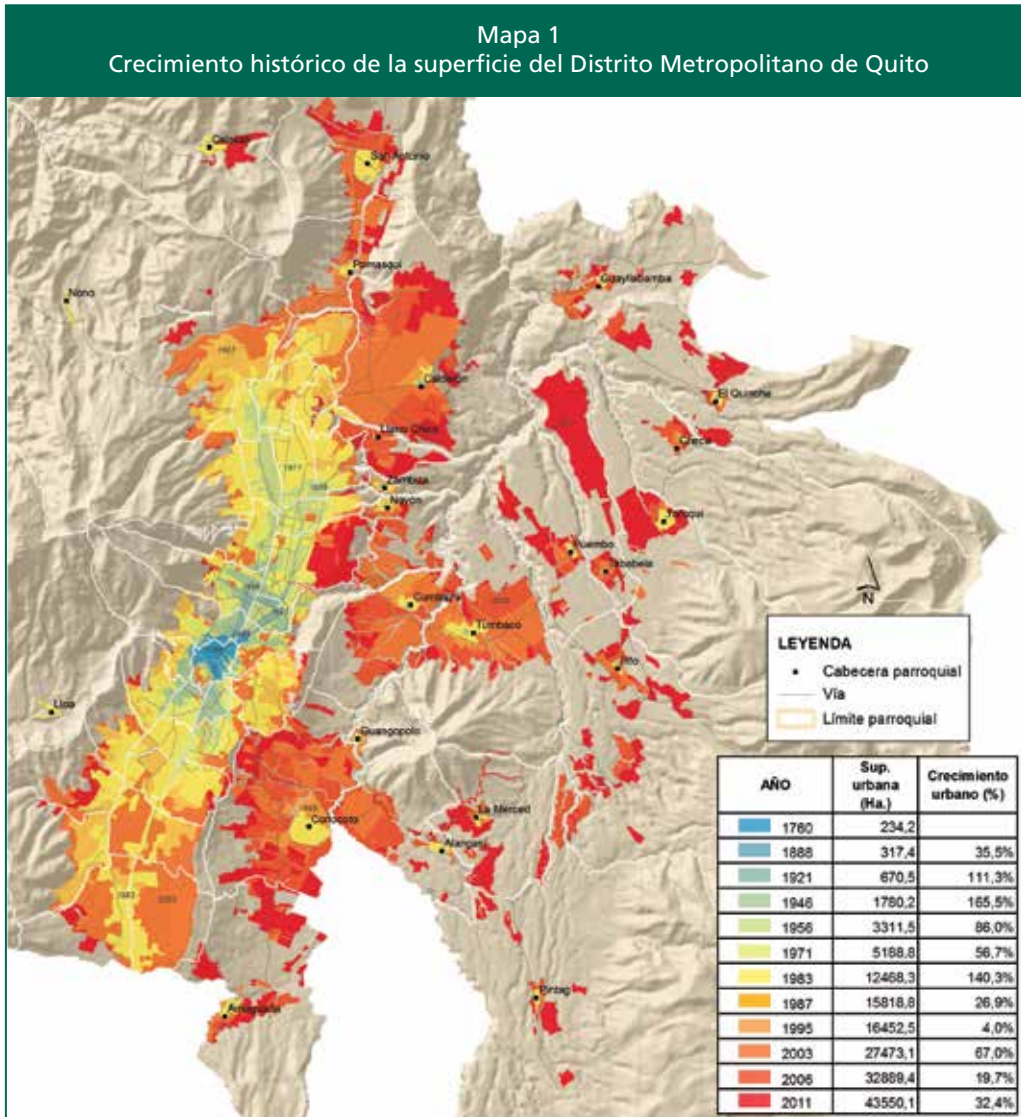 Mapa 1
Crecimiento histórico de la superficie del Distrito Metropolitano de Quito
San Antonio
Pomasqui
Nono
Guayllabamba
Calderón
El Quinche
Llano Chico
Checa
1971
Zámbiza
Nayón
Yaruquí
Puembo
Tababela
Cumbayá
Tumbaco
N
Pifo
Lloa
Guangopolo
La Merced
Conocoto
Alangasí
Píntag
Amaguaña
LEYENDA
Cabecera parroquial
Vía
Límite parroquial
AÑO Sup. urbana (Ha.) Crecimiento urbano (%)
1760 234,2
1888 317,4 35,5%
1921 670,5 111,3%
1946 1780,2 165,5%
1956 3311,5 86,0%
1971 5188,8 56,7%
1983 12468,3 140,3%
1987 15818,8 26,9%
1995 16452,5 4,0%
2003 27473,1 67,0%
2006 32889,4 19,7%
2011 43550,1 32,4%